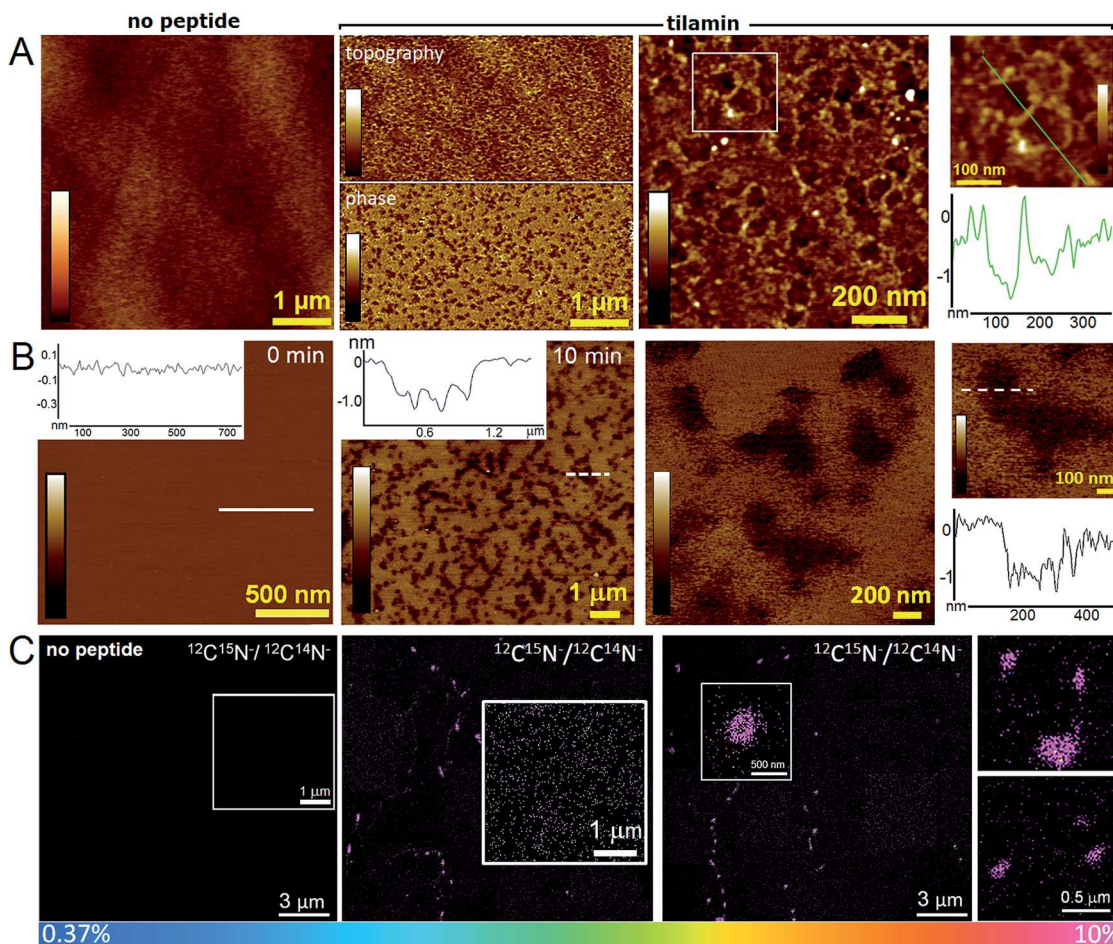 no peptide
tilamin
A
topography
phase
1 µm
1 µm
200 nm
100 nm
0
-1
nm
100
200
300
B
0.1
-0.1
-0.3
nm
100
300
500
700
0 min
500 nm
nm
0
-1.0
0.6
1.2
µm
10 min
1 µm
200 nm
100 nm
0
-1
nm
200
400
C
no peptide
¹²C¹⁵N⁻/ ¹²C¹⁴N⁻
1 µm
3 µm
¹²C¹⁵N⁻/¹²C¹⁴N⁻
1 µm
¹²C¹⁵N⁻/¹²C¹⁴N⁻
500 nm
3 µm
0.5 µm
0.37%
10%